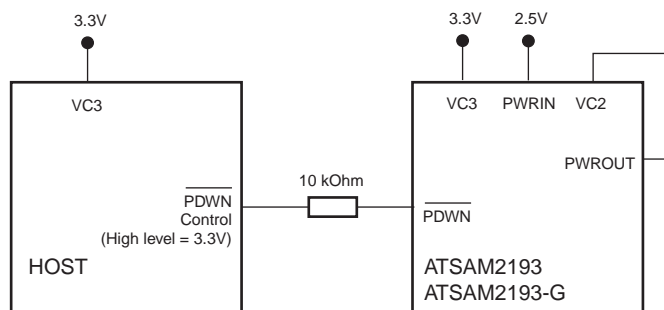 3.3V
3.3V
2.5V
VC3
VC3
PWRIN
VC2
PWROUT
10 kOhm
PDWN
Control
(High level = 3.3V)
PDWN
HOST
ATSAM2193
ATSAM2193-G